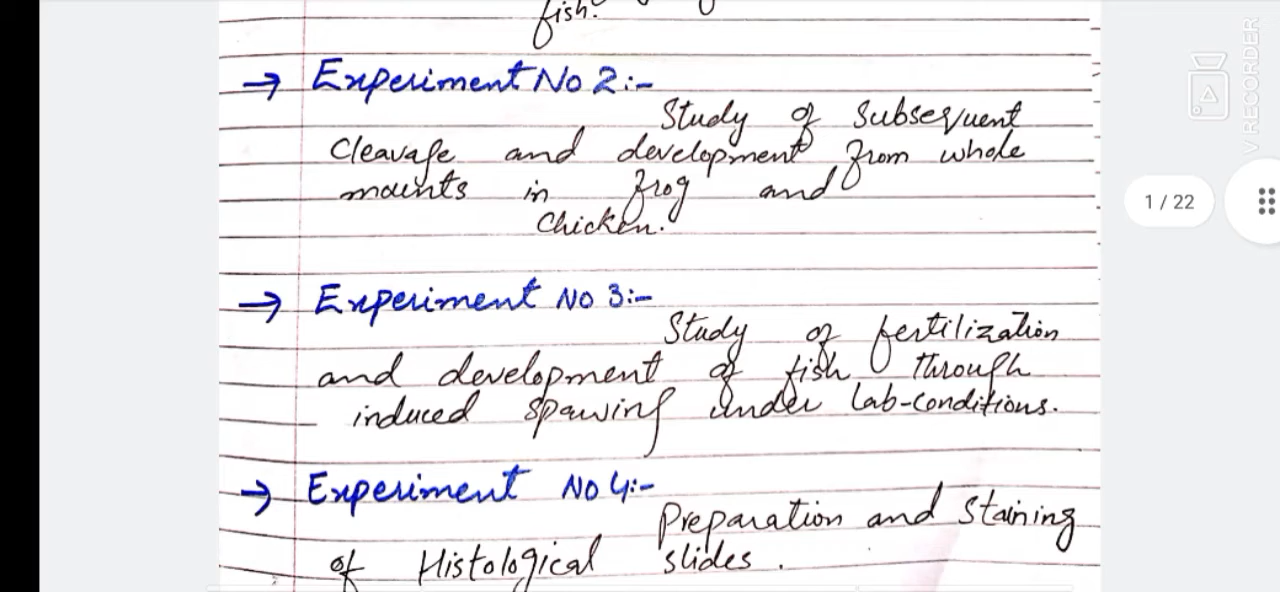 fish.
→ Experiment No 2:-
Study of Subsequent
Cleavage and development from whole
mounts in frog and
Chicken.
→ Experiment No 3:-
Study of fertilization
and development of fish through
induced spawing under Lab-conditions.
→ Experiment No 4:-
Preparation and Staining
of Histological slides.
1 / 22
V RECORDER